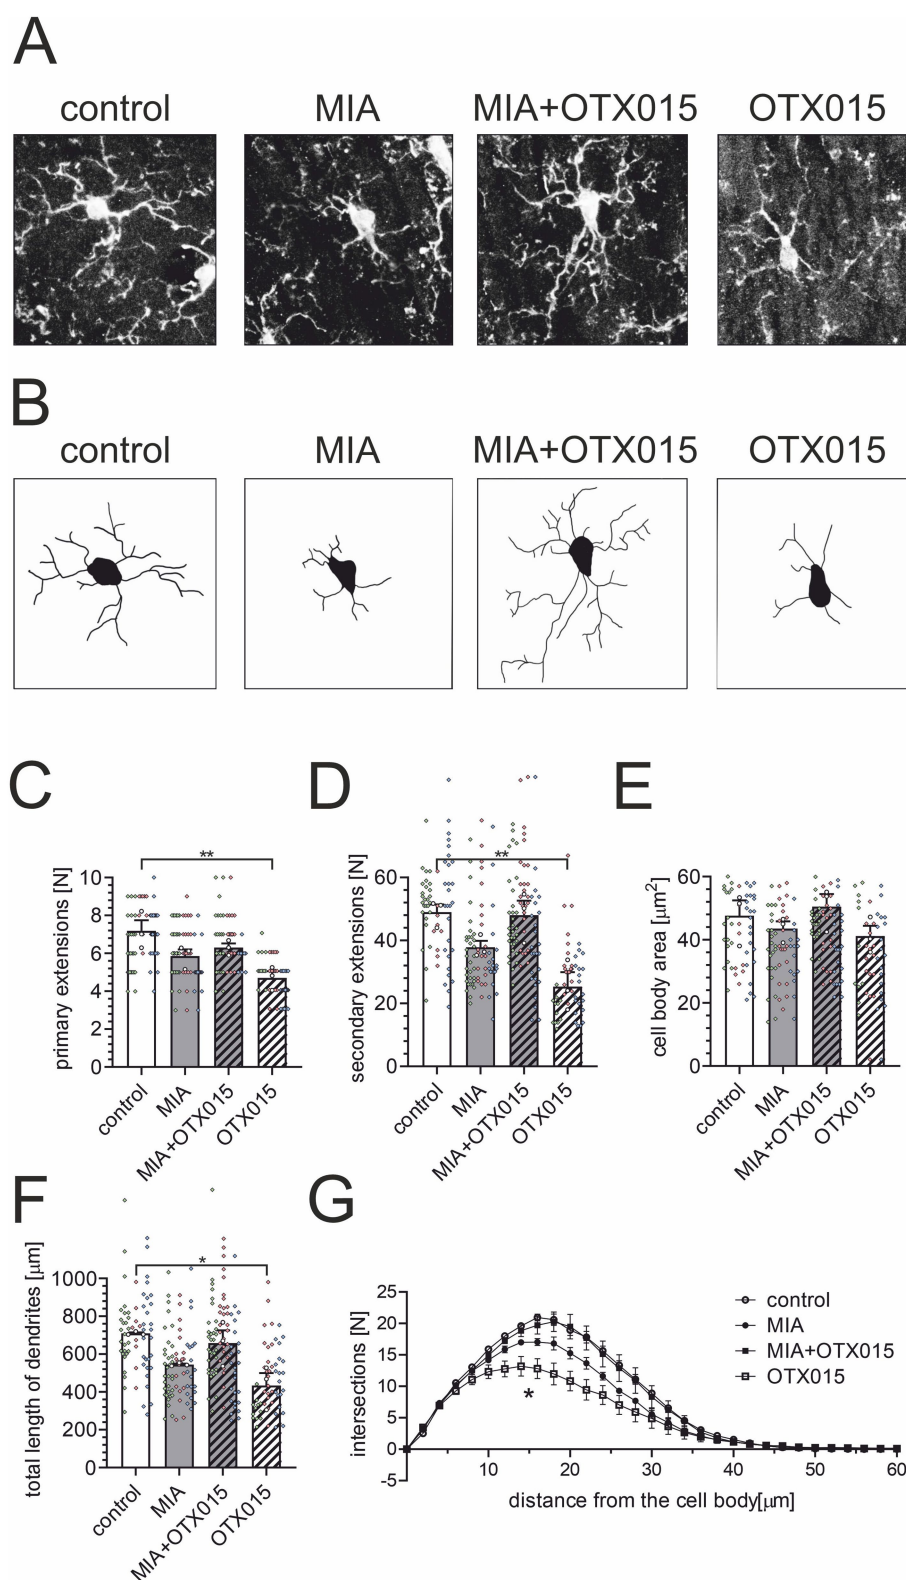 A
control MIA MIA+OTX015 OTX015
B
control MIA MIA+OTX015 OTX015
C
primary extensions [N]
10
8
6
4
2
0
**
control MIA MIA+OTX015 OTX015
D
secondary extensions [N]
60
40
20
0
**
control MIA MIA+OTX015 OTX015
E
cell body area [µm2]
60
40
20
0
control MIA MIA+OTX015 OTX015
F
total length of dendrites [µm]
1000
800
600
400
200
0
*
control MIA MIA+OTX015 OTX015
G
intersections [N]
25
20
15
10
5
0
-5
*
10 20 30 40 50 60
distance from the cell body[µm]
control
MIA
MIA+OTX015
OTX015